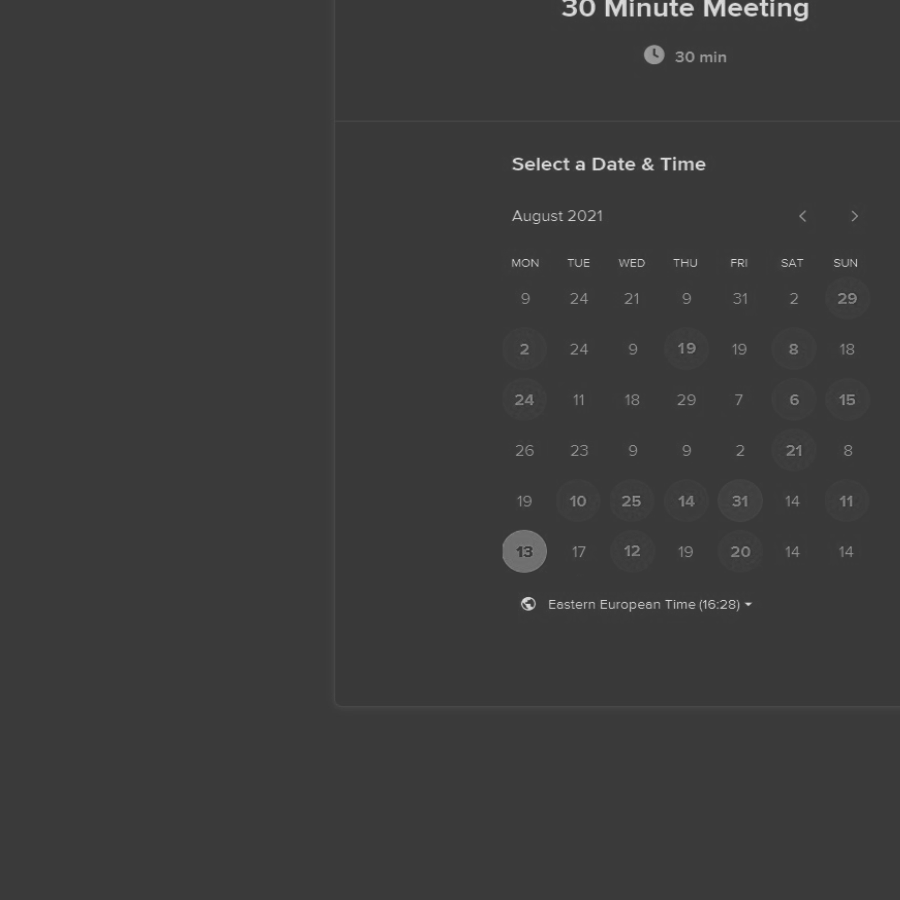 30 Minute Meeting
30 min
Select a Date & Time
August 2021
MON TUE WED THU FRI SAT SUN
9 24 21 9 31 2 29
2 24 9 19 19 8 18
24 11 18 29 7 6 15
26 23 9 9 2 21 8
19 10 25 14 31 14 11
13 17 12 19 20 14 14
Eastern European Time (16:28)